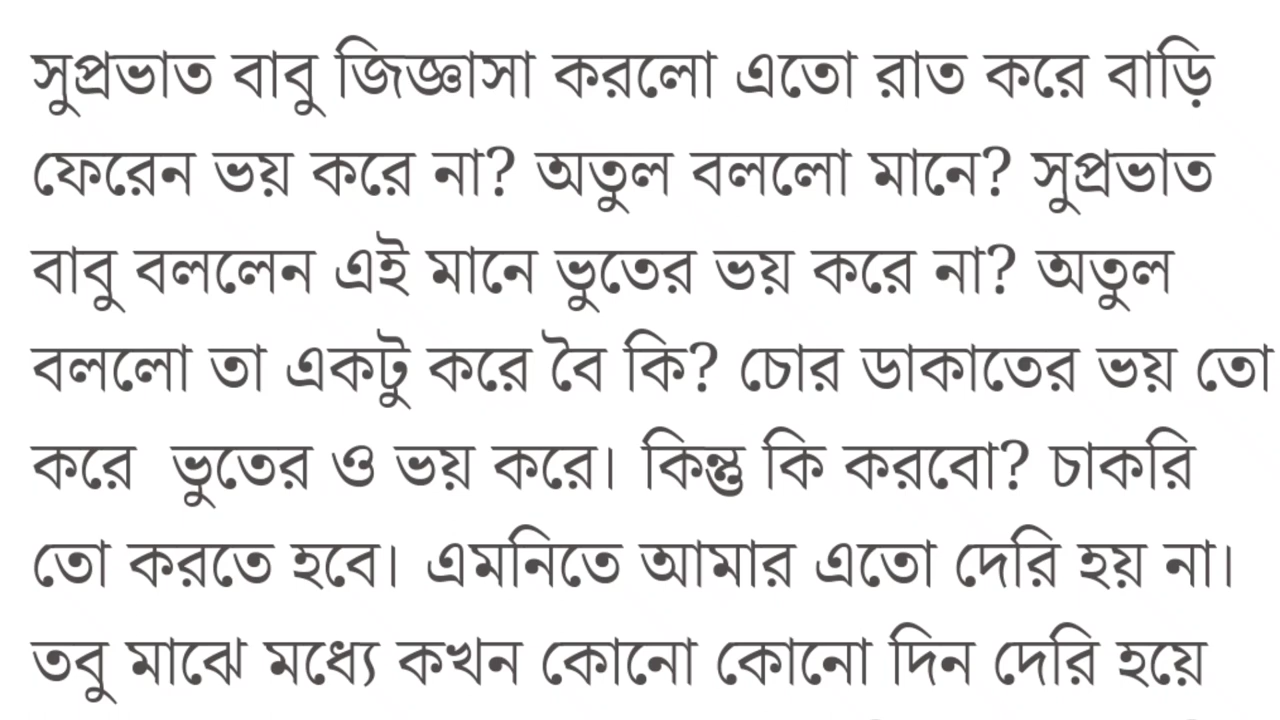 সুপ্রভাত বাবু জিজ্ঞাসা করলো এতো রাত করে বাড়ি
ফেরেন ভয় করে না? অতুল বললো মানে? সুপ্রভাত
বাবু বললেন এই মানে ভুতের ভয় করে না? অতুল
বললো তা একটু করে বৈ কি? চোর ডাকাতের ভয় তো
করে  ভুতের ও ভয় করে। কিন্তু কি করবো? চাকরি
তো করতে হবে। এমনিতে আমার এতো দেরি হয় না।
তবু মাঝে মধ্যে কখন কোনো কোনো দিন দেরি হয়ে